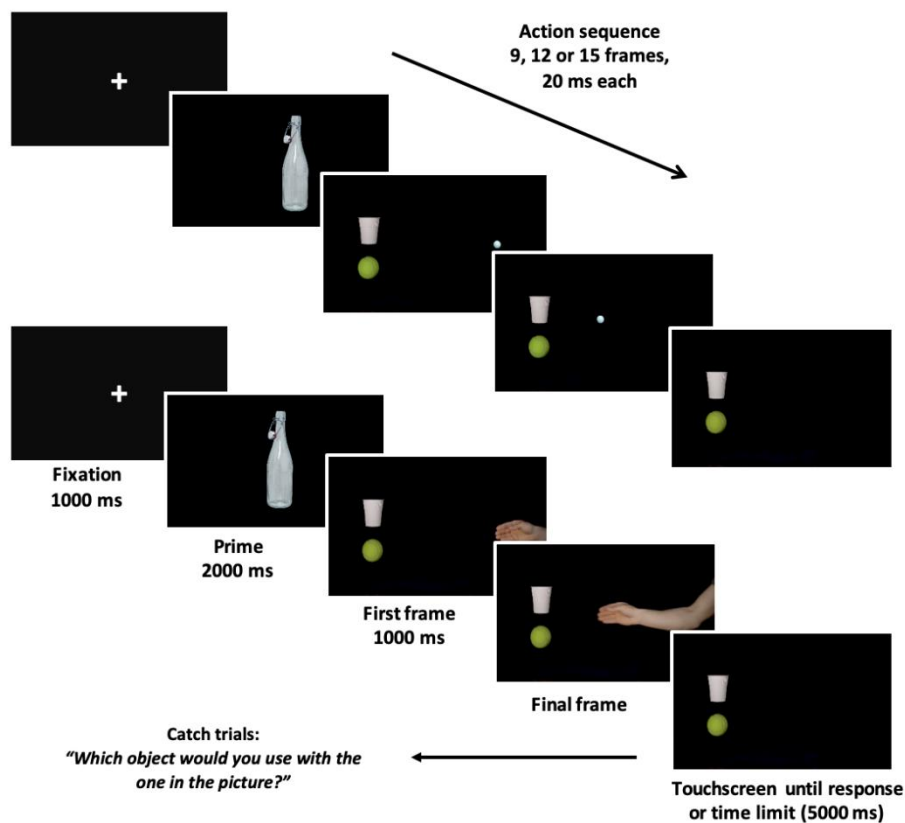 Action sequence
9, 12 or 15 frames,
20 ms each
Fixation
1000 ms
Prime
2000 ms
First frame
1000 ms
Final frame
Catch trials:
“Which object would you use with the
one in the picture?”
Touchscreen until response
or time limit (5000 ms)